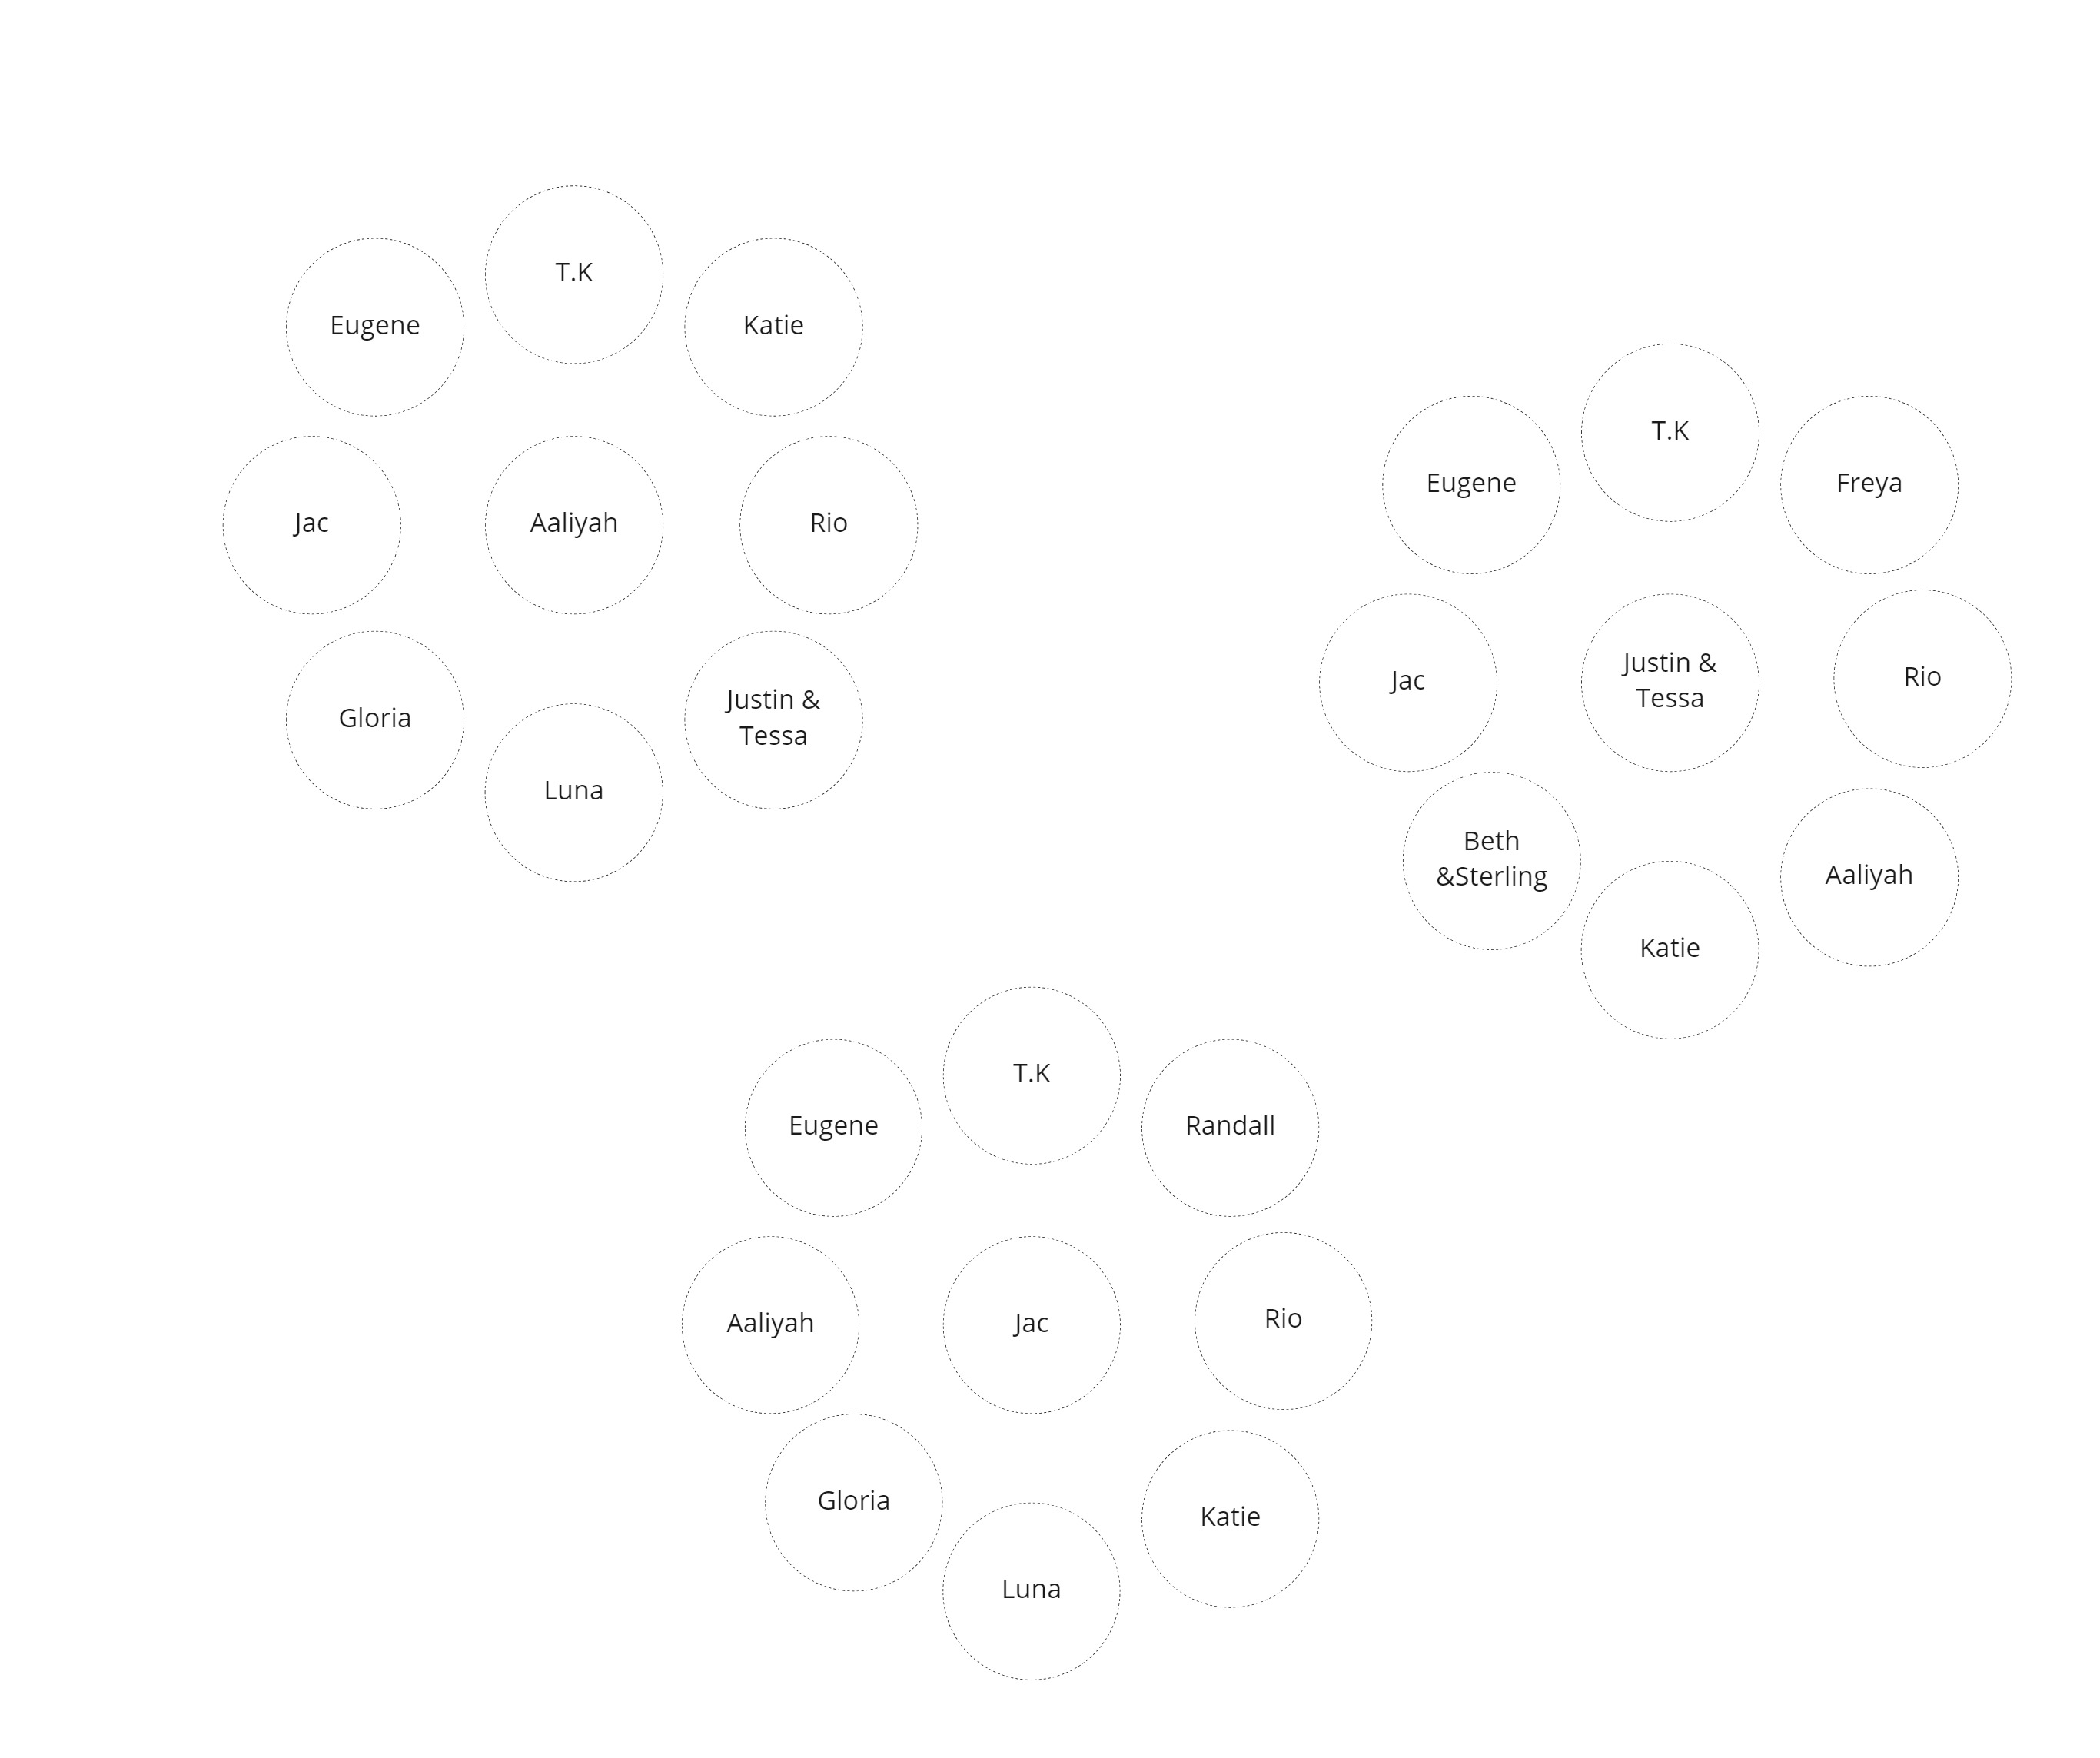 T.K
Eugene
Katie
Jac
Aaliyah
Rio
Gloria
Justin &
Tessa
Luna
T.K
Eugene
Freya
Jac
Justin &
Tessa
Rio
Beth
&Sterling
Aaliyah
Katie
T.K
Eugene
Randall
Aaliyah
Jac
Rio
Gloria
Katie
Luna